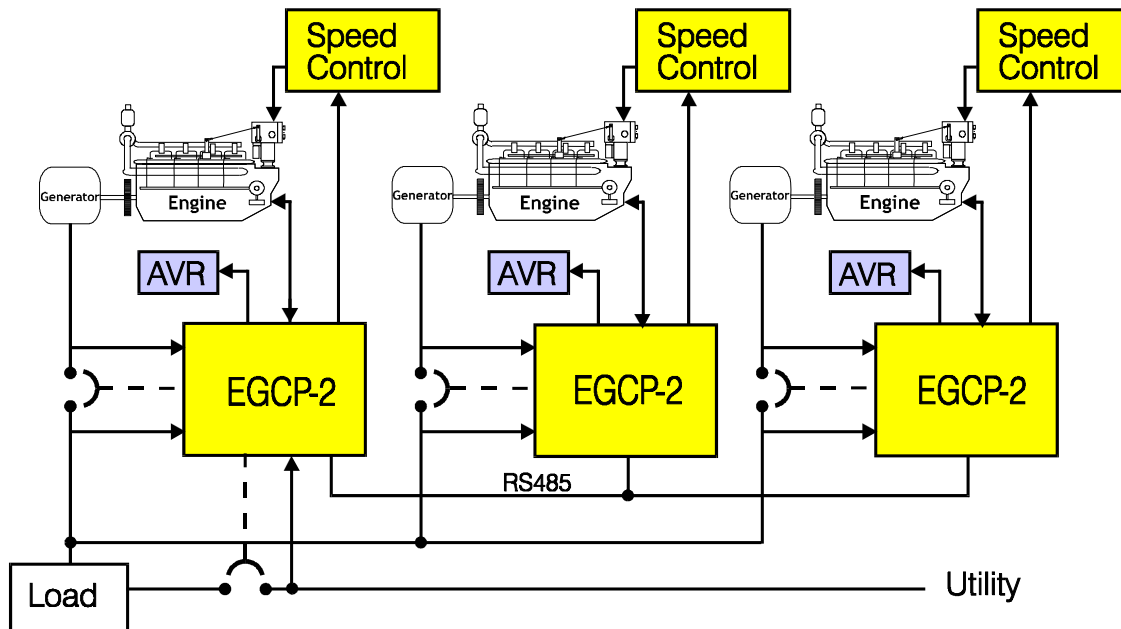 Speed
Control
Speed
Control
Speed
Control
Generator
Engine
Generator
Engine
Generator
Engine
AVR
AVR
AVR
EGCP-2
EGCP-2
EGCP-2
RS485
Load
Utility